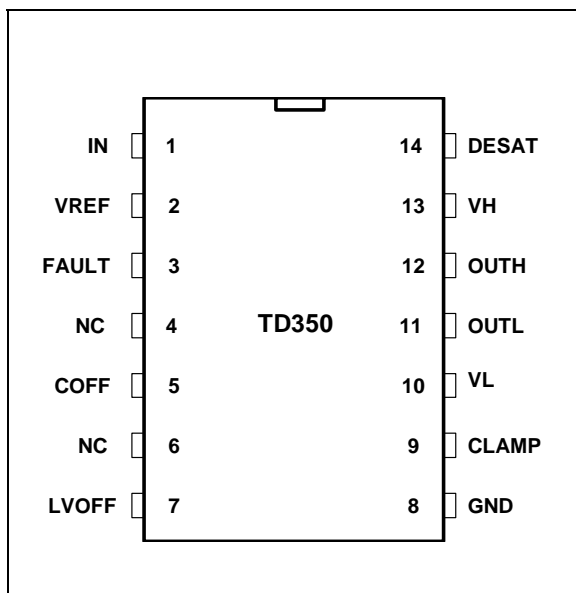 IN 1 14 DESAT
VREF 2 13 VH
FAULT 3 12 OUTH
NC 4 TD350 11 OUTL
COFF 5 10 VL
NC 6 9 CLAMP
LVOFF 7 8 GND